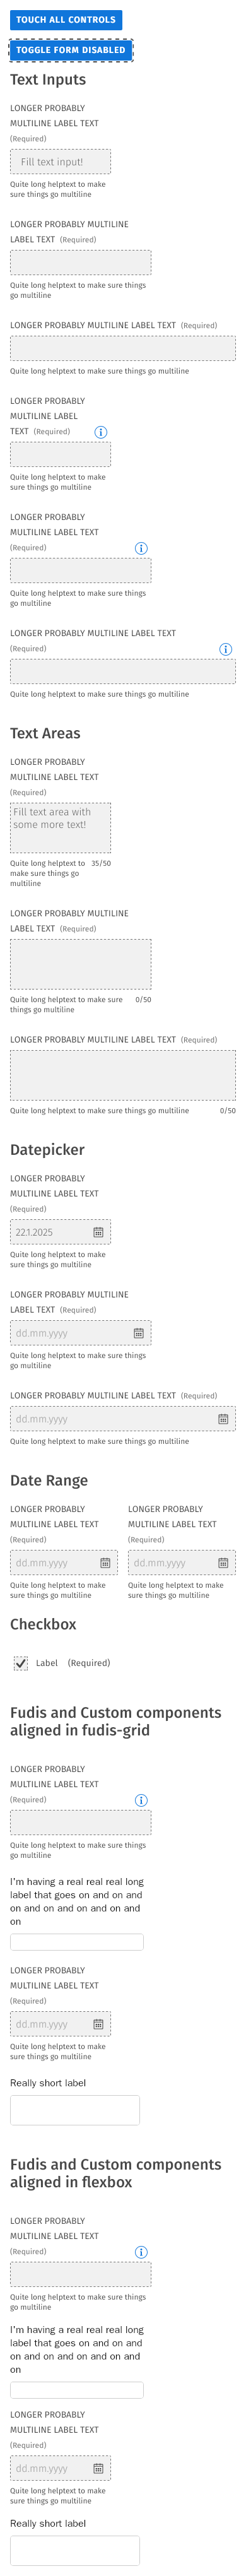 TOUCH ALL CONTROLS
TOGGLE FORM DISABLED
Text Inputs
LONGER PROBABLY
MULTILINE LABEL TEXT
(Required)
Fill text input!
Quite long helptext to make
sure things go multiline
LONGER PROBABLY MULTILINE
LABEL TEXT (Required)
Quite long helptext to make sure things
go multiline
LONGER PROBABLY MULTILINE LABEL TEXT (Required)
Quite long helptext to make sure things go multiline
LONGER PROBABLY
MULTILINE LABEL
TEXT (Required)
Quite long helptext to make
sure things go multiline
LONGER PROBABLY
MULTILINE LABEL TEXT
(Required)
Quite long helptext to make sure things
go multiline
LONGER PROBABLY MULTILINE LABEL TEXT
(Required)
Quite long helptext to make sure things go multiline
Text Areas
LONGER PROBABLY
MULTILINE LABEL TEXT
(Required)
Fill text area with
some more text!
Quite long helptext to 35/50
make sure things go
multiline
LONGER PROBABLY MULTILINE
LABEL TEXT (Required)
Quite long helptext to make sure 0/50
things go multiline
LONGER PROBABLY MULTILINE LABEL TEXT (Required)
Quite long helptext to make sure things go multiline 0/50
Datepicker
LONGER PROBABLY
MULTILINE LABEL TEXT
(Required)
22.1.2025
Quite long helptext to make
sure things go multiline
LONGER PROBABLY MULTILINE
LABEL TEXT (Required)
dd.mm.yyyy
Quite long helptext to make sure things
go multiline
LONGER PROBABLY MULTILINE LABEL TEXT (Required)
dd.mm.yyyy
Quite long helptext to make sure things go multiline
Date Range
LONGER PROBABLY
MULTILINE LABEL TEXT
(Required)
dd.mm.yyyy
Quite long helptext to make
sure things go multiline
LONGER PROBABLY
MULTILINE LABEL TEXT
(Required)
dd.mm.yyyy
Quite long helptext to make
sure things go multiline
Checkbox
Label (Required)
Fudis and Custom components
aligned in fudis-grid
LONGER PROBABLY
MULTILINE LABEL TEXT
(Required)
Quite long helptext to make sure things
go multiline
I'm having a real real real long
label that goes on and on and
on and on and on and on and
on
LONGER PROBABLY
MULTILINE LABEL TEXT
(Required)
dd.mm.yyyy
Quite long helptext to make
sure things go multiline
Really short label
Fudis and Custom components
aligned in flexbox
LONGER PROBABLY
MULTILINE LABEL TEXT
(Required)
Quite long helptext to make sure things
go multiline
I'm having a real real real long
label that goes on and on and
on and on and on and on and
on
LONGER PROBABLY
MULTILINE LABEL TEXT
(Required)
dd.mm.yyyy
Quite long helptext to make
sure things go multiline
Really short label